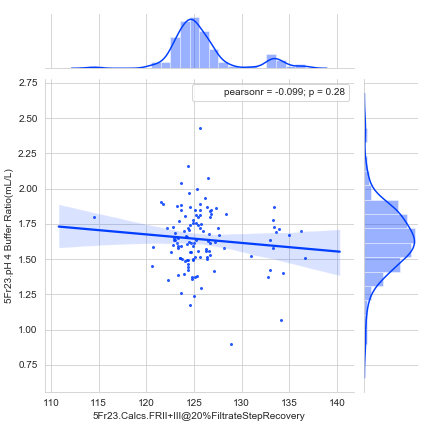 pearsonr = -0.099; p = 0.28
2.75
2.50
2.25
2.00
1.75
1.50
1.25
1.00
0.75
5Fr23.pH 4 Buffer Ratio(mL/L)
110 115 120 125 130 135 140
5Fr23.Calcs.FRII+III@20%FiltrateStepRecovery